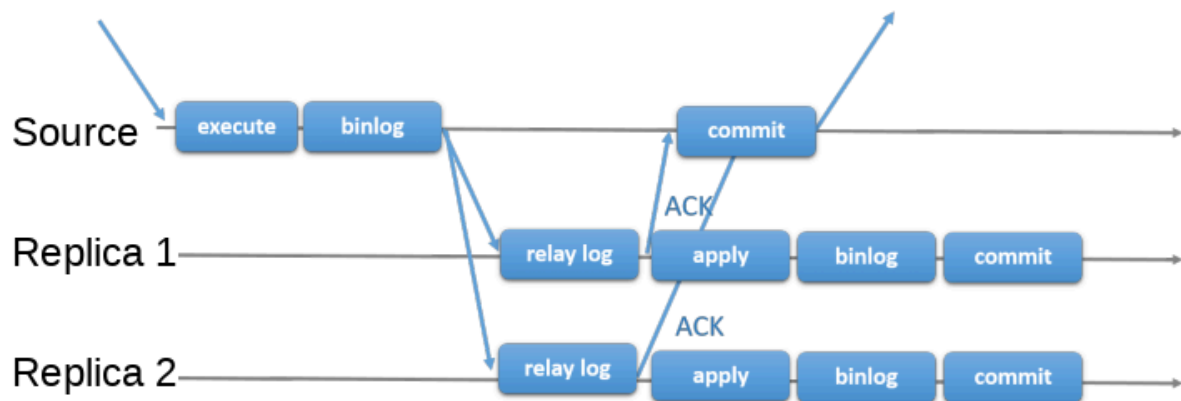 Source execute binlog commit
ACK
Replica 1 relay log apply binlog commit
ACK
Replica 2 relay log apply binlog commit